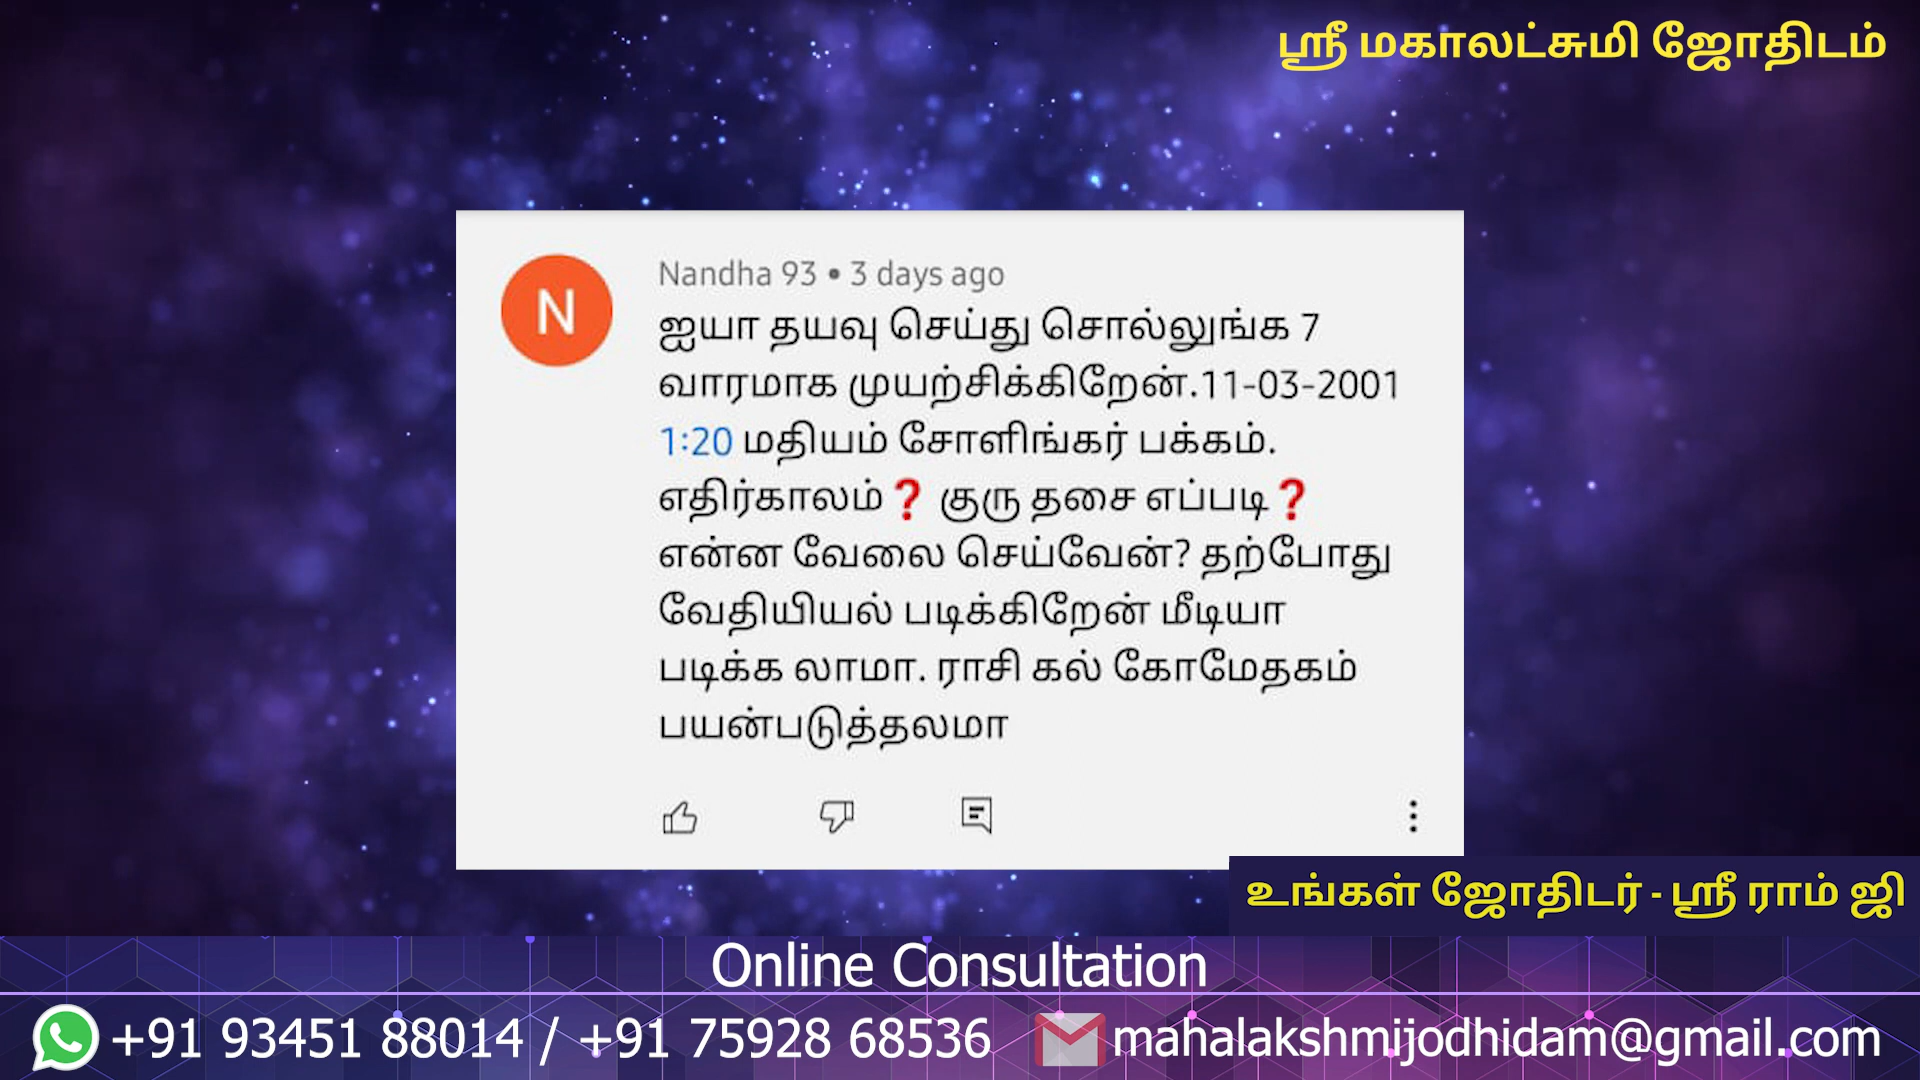 ஸ்ரீ மகாலட்சுமி ஜோதிடம்
N
Nandha 93 • 3 days ago
ஐயா தயவு செய்து சொல்லுங்க 7
வாரமாக முயற்சிக்கிறேன்.11-03-2001
1:20 மதியம் சோளிங்கர் பக்கம்.
எதிர்காலம்❓ குரு தசை எப்படி❓
என்ன வேலை செய்வேன்? தற்போது
வேதியியல் படிக்கிறேன் மீடியா
படிக்க லாமா. ராசி கல் கோமேதகம்
பயன்படுத்தலமா
உங்கள் ஜோதிடர் - ஸ்ரீ ராம் ஜி
Online Consultation
+91 93451 88014 / +91 75928 68536 mahalakshmijodhidam@gmail.com